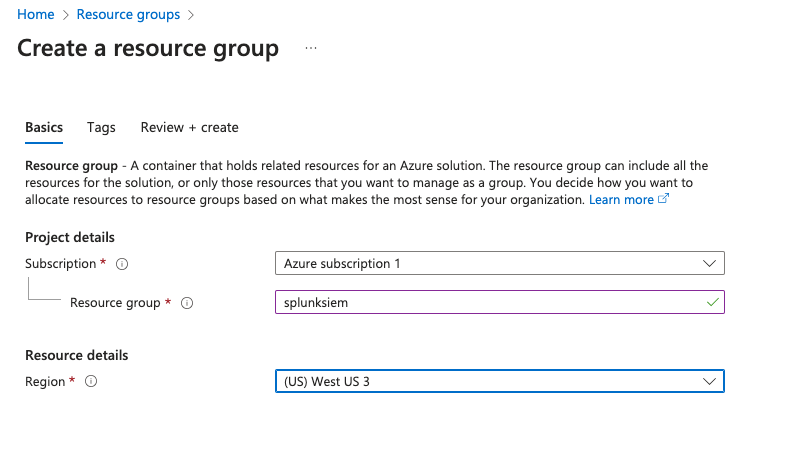 Home > Resource groups >
Create a resource group ...
Basics Tags Review + create
Resource group - A container that holds related resources for an Azure solution. The resource group can include all the
resources for the solution, or only those resources that you want to manage as a group. You decide how you want to
allocate resources to resource groups based on what makes the most sense for your organization. Learn more
Project details
Subscription * Azure subscription 1
Resource group * splunksiem
Resource details
Region * (US) West US 3